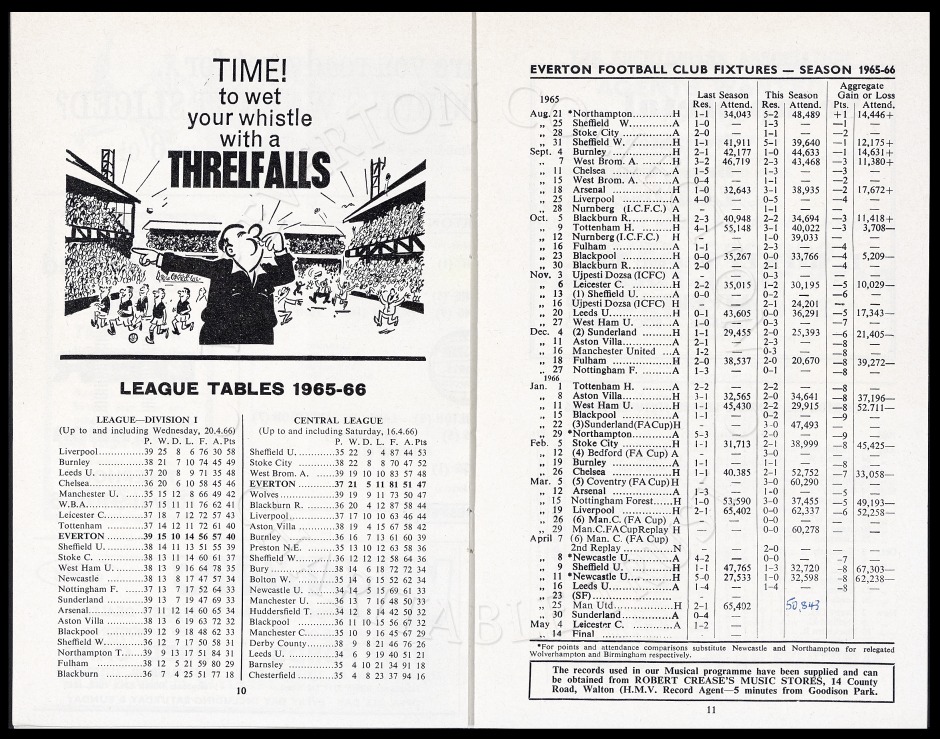 TIME!
to wet
your whistle
with a
THRELFALLS
LEAGUE TABLES 1965-66
LEAGUE—DIVISION I
(Up to and including Wednesday, 20.4.66)
P. W. D. L. F. A. Pts
Liverpool...........39 25 8 6 76 30 58
Burnley ...........38 21 7 10 74 45 49
Leeds U. ...........37 20 8 9 71 35 48
Chelsea..............36 20 6 10 58 45 46
Manchester U. ....35 15 12 8 66 49 42
W.B.A...............37 15 11 11 76 62 41
Leicester C.........37 18 7 12 72 57 43
Tottenham .........37 14 12 11 72 61 40
EVERTON .........39 15 10 14 56 57 40
Sheffield U.........38 14 11 13 51 55 39
Stoke C. ...........38 13 11 14 60 61 37
West Ham U. .....38 13 9 16 64 78 35
Newcastle .........38 13 8 17 47 57 34
Nottingham F. ....37 13 7 17 52 64 33
Sunderland .......39 13 7 19 47 69 33
Arsenal..............37 11 12 14 60 65 34
Aston Villa ........38 13 6 19 63 72 32
Blackpool ..........39 12 9 18 48 62 33
Sheffield W.........36 12 7 17 50 58 31
Northampton T....39 9 13 17 51 84 31
Fulham .............38 12 5 21 59 80 29
Blackburn ..........36 7 4 25 51 77 18
CENTRAL LEAGUE
(Up to and including Saturday, 16.4.66)
P. W. D. L. F. A. Pts
Sheffield U..........35 22 9 4 87 44 53
Stoke City ..........38 22 8 8 70 47 52
West Brom. A. ....39 19 10 10 83 57 48
EVERTON ..........37 21 5 11 81 51 47
Wolves...............39 19 9 11 73 50 47
Blackburn R........36 20 4 12 87 58 44
Liverpool............37 17 10 10 63 46 44
Aston Villa .........38 19 4 15 67 58 42
Burnley .............36 16 7 13 61 60 39
Preston N.E. .......35 13 10 12 63 58 36
Sheffield W..........36 12 12 12 58 64 36
Bury..................38 14 6 18 72 72 34
Bolton W. ..........35 14 6 15 52 62 34
Newcastle U. .......34 14 5 15 69 61 33
Manchester U. .....36 13 7 16 48 50 33
Huddersfield T. ....34 12 8 14 42 50 32
Blackpool ..........36 11 10 15 56 67 32
Manchester C. .....35 10 9 16 45 67 29
Derby County......38 9 8 21 46 76 26
Leeds U. ............34 6 9 19 40 51 21
Barnsley ............35 4 10 21 34 91 18
Chesterfield.........35 4 8 23 37 94 16
10
EVERTON FOOTBALL CLUB FIXTURES — SEASON 1965-66
Last Season This Season Aggregate Gain or Loss
1965 Res. Attend. Res. Attend. Pts. Attend.
Aug. 21 *Northampton............H 1–1 34,043 5–2 48,489 +1 14,446+
,, 25 Sheffield W............A 1–0 — 1–3 — —1 —
,, 28 Stoke City ............A 2–0 — 1–1 — —2 —
,, 31 Sheffield W. ............H 1–1 41,911 5–1 39,640 —1 12,175+
Sept. 4 Burnley ............H 2–1 42,177 1–0 44,633 —1 14,631+
,, 7 West Brom. A. ............H 3–2 46,719 2–3 43,468 —3 11,380+
,, 11 Chelsea ............A 1–5 — 1–3 — —3 —
,, 15 West Brom. A. ........A 0–4 — 1–1 — —2 —
,, 18 Arsenal ............H 1–0 32,643 3–1 38,935 —2 17,672+
,, 25 Liverpool ............A 4–0 — 0–5 — —4 —
,, 28 Nurnberg (I.C.F.C.) A - 1–1 —
Oct. 5 Blackburn R............H 2–3 40,948 2–2 34,694 —3 11,418+
,, 9 Tottenham H. ............H 4–1 55,148 3–1 40,022 —3 3,708—
,, 12 Nurnberg (I.C.F.C.) H - 1–0 39,033
,, 16 Fulham ............A 1–1 — 2–3 — —4 —
,, 23 Blackpool ............H 0–0 35,267 0–0 33,766 —4 5,209—
,, 30 Blackburn R............A 2–0 — 2–1 — —4 —
Nov. 3 Ujpesti Dozsa (ICFC) A - 0–3 —
,, 6 Leicester C. ............H 2–2 35,015 1–2 30,195 —5 10,029—
,, 13 (1) Sheffield U. ........A 0–0 — 0–2 — —6 —
,, 16 Ujpesti Dozsa (ICFC) H - 2–1 24,201
,, 20 Leeds U............H 0–1 43,605 0–0 36,291 —5 17,343—
,, 27 West Ham U. ........A 1–0 — 0–3 — —7 —
Dec. 4 (2) Sunderland ........H 1–1 29,455 2–0 25,393 —6 21,405—
,, 11 Aston Villa............A 2–1 — 2–3 — —8 —
,, 16 Manchester United ...A 1–2 — 0–3 — —8 —
,, 18 Fulham ............H 2–0 38,537 2–0 20,670 —8 39,272—
,, 27 Nottingham F. ........A 1–3 — 0–1 — —8 —
1966
Jan. 1 Tottenham H. ........A 2–2 — 2–2 — —8 —
,, 8 Aston Villa............H 3–1 32,565 2–0 34,641 —8 37,196—
,, 11 West Ham U. ........H 1–1 45,430 2–2 29,915 —8 52,711—
,, 15 Blackpool ............A 1–1 — 0–2 — —9 —
,, 22 (3)Sunderland(FACup)H - 3–0 47,493
,, 29 *Northampton............A 5–3 — 2–0 — —9 —
Feb. 5 Stoke City ............H 1–1 31,713 2–1 38,999 —8 45,425—
,, 12 (4) Bedford (FA Cup) A - 3–0 —
,, 19 Burnley ............A 1–1 — 1–1 — —8 —
,, 26 Chelsea ............H 1–1 40,385 2–1 52,752 —7 33,058—
Mar. 5 (5) Coventry (FA Cup) H - 3–0 60,290
,, 12 Arsenal ............A 1–3 — 1–0 — —5 —
,, 15 Nottingham Forest....H 1–0 53,590 3–0 37,455 —5 49,193—
,, 19 Liverpool ............H 2–1 65,402 0–0 62,337 —6 52,258—
,, 26 (6) Man.C. (FA Cup) A - 0–0 —
,, 29 Man.C.FACupReplay H - 0–0 60,278
April 7 (6) Man. C. (FA Cup)
2nd Replay............N - 2–0 —
,, 8 *Newcastle U............A 4–2 — 0–0 — —7 —
,, 9 Sheffield U. ............H 1–1 47,765 1–3 32,720 —8 67,303—
,, 11 *Newcastle U............H 5–0 27,533 1–0 32,598 —8 62,238—
,, 16 Leeds U. ............A 1–4 — 1–4 — —8 —
,, 23 (SF) ............ - —
,, 25 Man Utd............H 2–1 65,402 50,843
,, 30 Sunderland ............A 0–4 —
May 4 Leicester C. ............A 1–2 —
,, 14 Final ............ - —
*For points and attendance comparisons substitute Newcastle and Northampton for relegated
Wolverhampton and Birmingham respectively.
The records used in our Musical programme have been supplied and can
be obtained from ROBERT CREASE'S MUSIC STORES, 14 County
Road, Walton (H.M.V. Record Agent—5 minutes from Goodison Park.
11